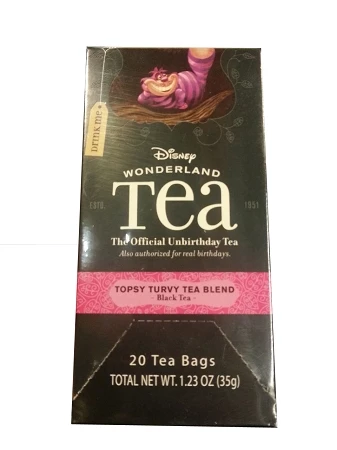 DRINK ME
Disney
WONDERLAND
Tea
ESTD. 1951
The Official Unbirthday Tea
Also authorized for real birthdays.
TOPSY TURVY TEA BLEND
Black Tea
20 Tea Bags
TOTAL NET WT. 1.23 OZ (35g)